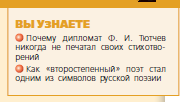 ВЫ УЗНАЕТЕ
Почему дипломат Ф. И. Тютчев
никогда не печатал своих стихотво-
рений
Как «второстепенный» поэт стал
одним из символов русской поэзии